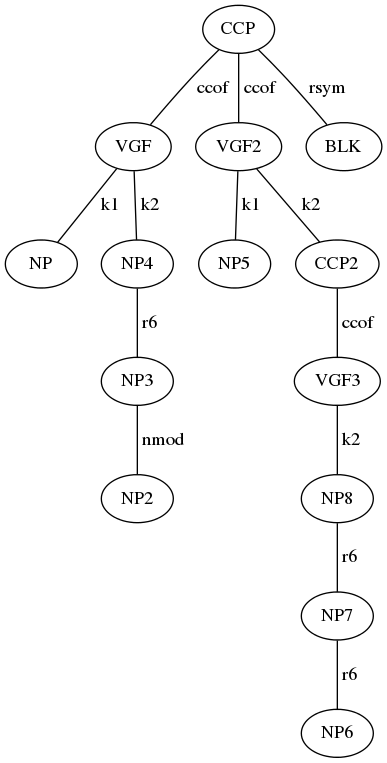 CCP
ccof ccof rsym
VGF VGF2 BLK
k1 k2 k1 k2
NP NP4 NP5 CCP2
r6 ccof
NP3 VGF3
nmod k2
NP2 NP8
r6
NP7
r6
NP6